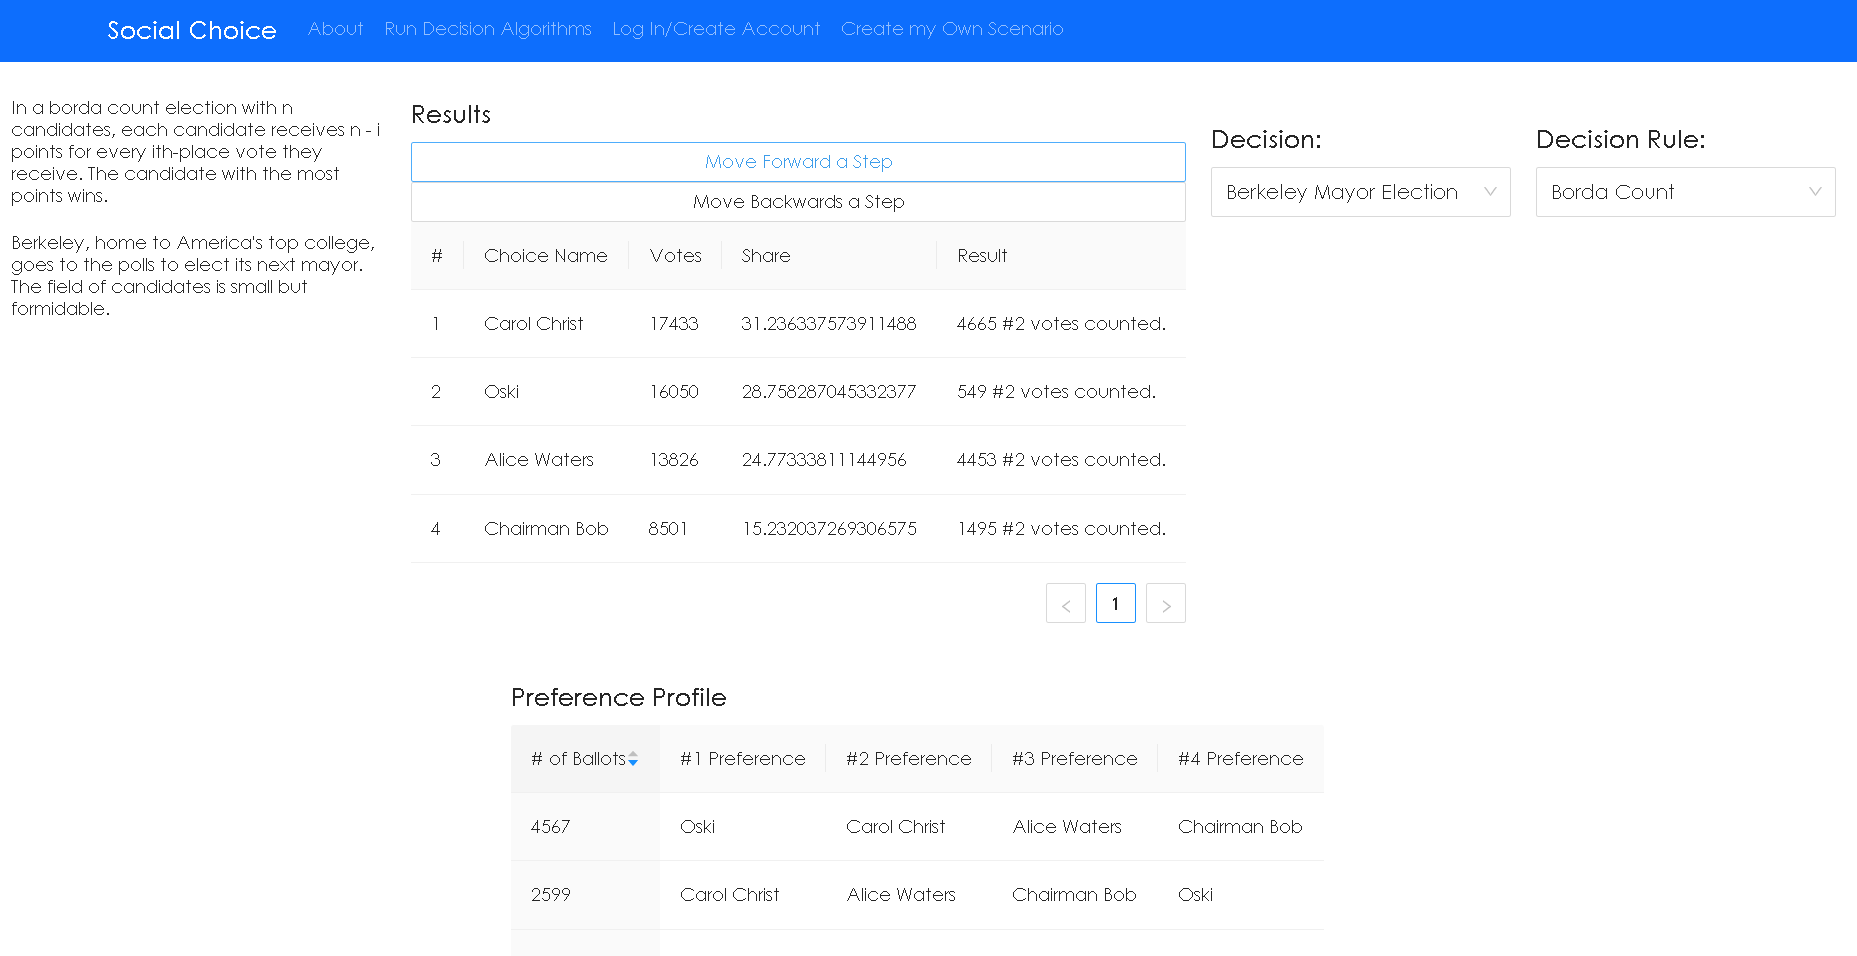 Social Choice About Run Decision Algorithms Log In/Create Account Create my Own Scenario
In a borda count election with n
candidates, each candidate receives n - i
points for every ith-place vote they
receive. The candidate with the most
points wins.
Berkeley, home to America's top college,
goes to the polls to elect its next mayor.
The field of candidates is small but
formidable.
Results
Move Forward a Step
Move Backwards a Step
# Choice Name Votes Share Result
1 Carol Christ 17433 31.236337573911488 4665 #2 votes counted.
2 Oski 16050 28.758287045332377 549 #2 votes counted.
3 Alice Waters 13826 24.77333811144956 4453 #2 votes counted.
4 Chairman Bob 8501 15.232037269306575 1495 #2 votes counted.
< 1 >
Decision:
Berkeley Mayor Election
Decision Rule:
Borda Count
Preference Profile
# of Ballots #1 Preference #2 Preference #3 Preference #4 Preference
4567 Oski Carol Christ Alice Waters Chairman Bob
2599 Carol Christ Alice Waters Chairman Bob Oski